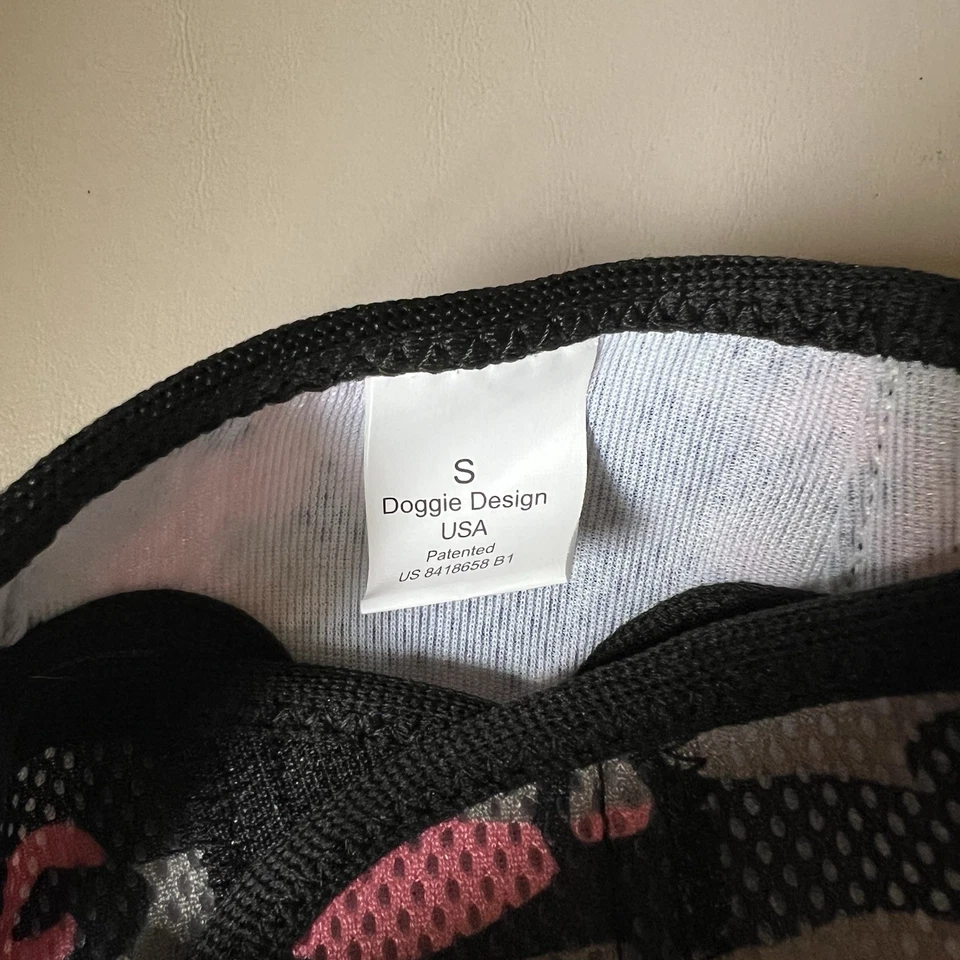 S
Doggie Design
USA
Patented
US 8418658 B1